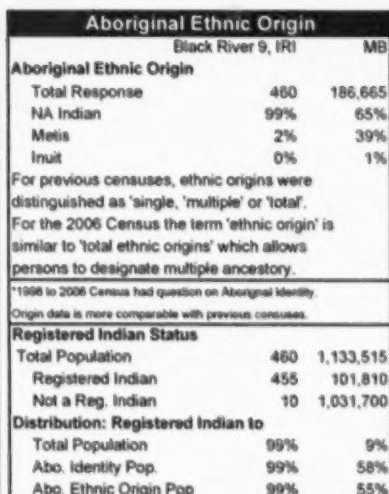 Aboriginal Ethnic Origin
Black River 9, IRI MB
Aboriginal Ethnic Origin
Total Response 460 186,665
NA Indian 99% 65%
Metis 2% 39%
Inuit 0% 1%
For previous censuses, ethnic origins were
distinguished as 'single, 'multiple' or 'total'.
For the 2006 Census the term 'ethnic origin' is
similar to 'total ethnic origins' which allows
persons to designate multiple ancestory.
*1996 to 2006 Census had question on Aboriginal Identity.
Origin data is more comparable with previous censuses.
Registered Indian Status
Total Population 460 1,133,515
Registered Indian 455 101,810
Not a Reg. Indian 10 1,031,700
Distribution: Registered Indian to
Total Population 99% 9%
Abo. Identity Pop. 99% 58%
Abo. Ethnic Origin Pop 99% 55%